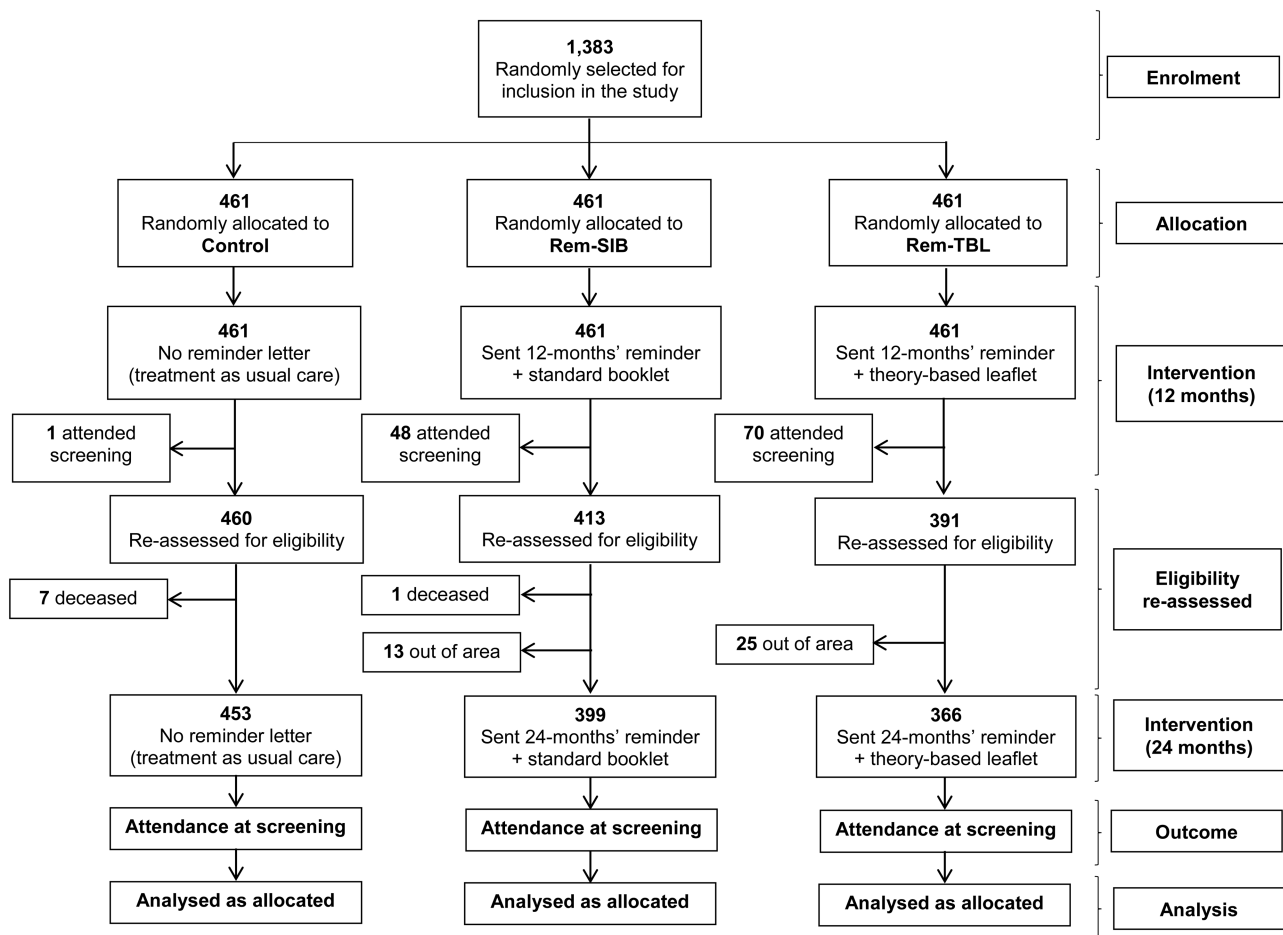 1,383
Randomly selected for
inclusion in the study
Enrolment
461
Randomly allocated to
Control
461
Randomly allocated to
Rem-SIB
461
Randomly allocated to
Rem-TBL
Allocation
461
No reminder letter
(treatment as usual care)
461
Sent 12-months’ reminder
+ standard booklet
461
Sent 12-months’ reminder
+ theory-based leaflet
Intervention
(12 months)
1 attended
screening
48 attended
screening
70 attended
screening
460
Re-assessed for eligibility
413
Re-assessed for eligibility
391
Re-assessed for eligibility
Eligibility
re-assessed
7 deceased
1 deceased
13 out of area
25 out of area
453
No reminder letter
(treatment as usual care)
399
Sent 24-months’ reminder
+ standard booklet
366
Sent 24-months’ reminder
+ theory-based leaflet
Intervention
(24 months)
Attendance at screening
Attendance at screening
Attendance at screening
Outcome
Analysed as allocated
Analysed as allocated
Analysed as allocated
Analysis